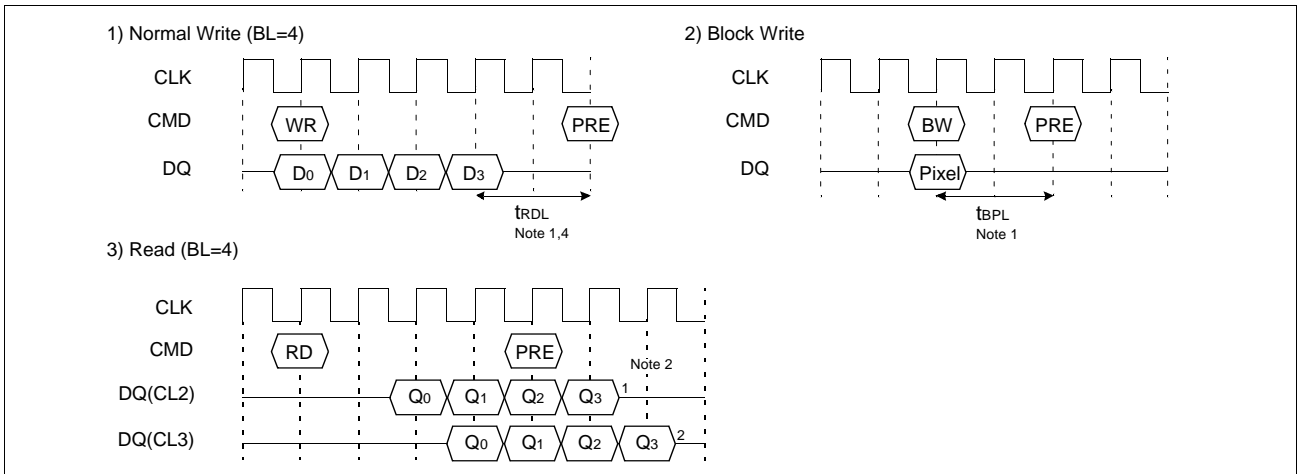 1) Normal Write (BL=4)
CLK
CMD
WR
PRE
DQ
D0
D1
D2
D3
tRDL
Note 1,4
2) Block Write
CLK
CMD
BW
PRE
DQ
Pixel
tBPL
Note 1
3) Read (BL=4)
CLK
CMD
RD
PRE
Note 2
DQ(CL2)
Q0
Q1
Q2
Q3
1
DQ(CL3)
Q0
Q1
Q2
Q3
2